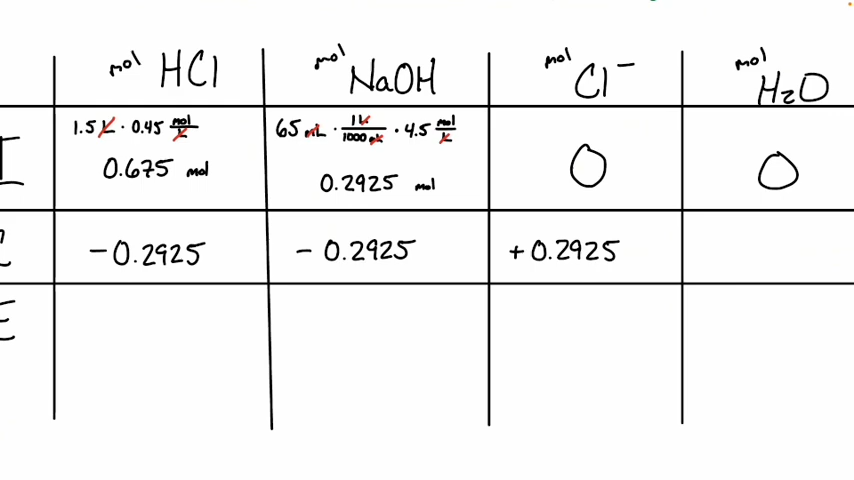 mol HCl mol NaOH mol Cl⁻ mol H₂O
I
1.5 L · 0.45 mol/L
0.675 mol
65 mL · 1 L/1000 mL · 4.5 mol/L
0.2925 mol
0
0
C
-0.2925
- 0.2925
+0.2925
E